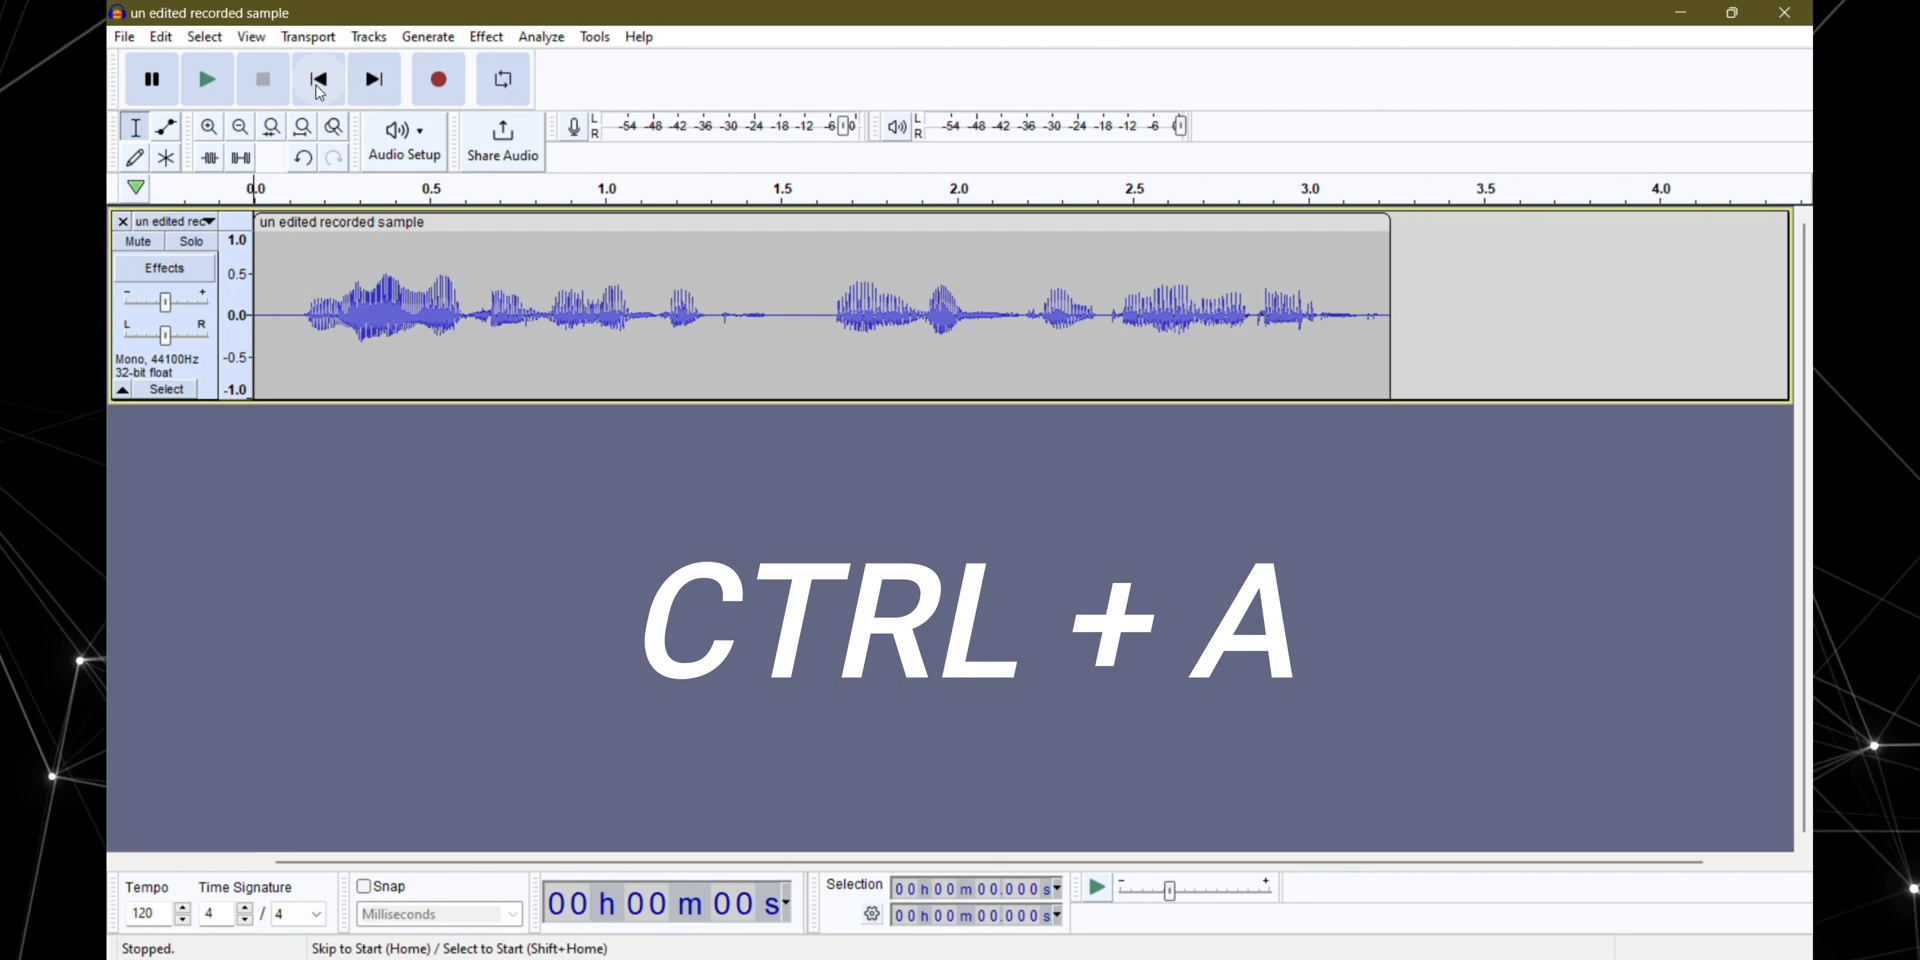 un edited recorded sample
File Edit Select View Transport Tracks Generate Effect Analyze Tools Help
L
R
-54 -48 -42 -36 -30 -24 -18 -12 -6 0
L
R
-54 -48 -42 -36 -30 -24 -18 -12 -6
Audio Setup
Share Audio
0.0 0.5 1.0 1.5 2.0 2.5 3.0 3.5 4.0
un edited rec
un edited recorded sample
Mute Solo
Effects
- +
L R
Mono, 44100Hz
32-bit float
Select
1.0
0.5
0.0
-0.5
-1.0
CTRL + A
Tempo
120
Time Signature
4 / 4
Snap
Milliseconds
00 h 00 m 00 s
Selection
00 h 00 m 00.000 s
00 h 00 m 00.000 s
- +
Stopped.
Skip to Start (Home) / Select to Start (Shift+Home)